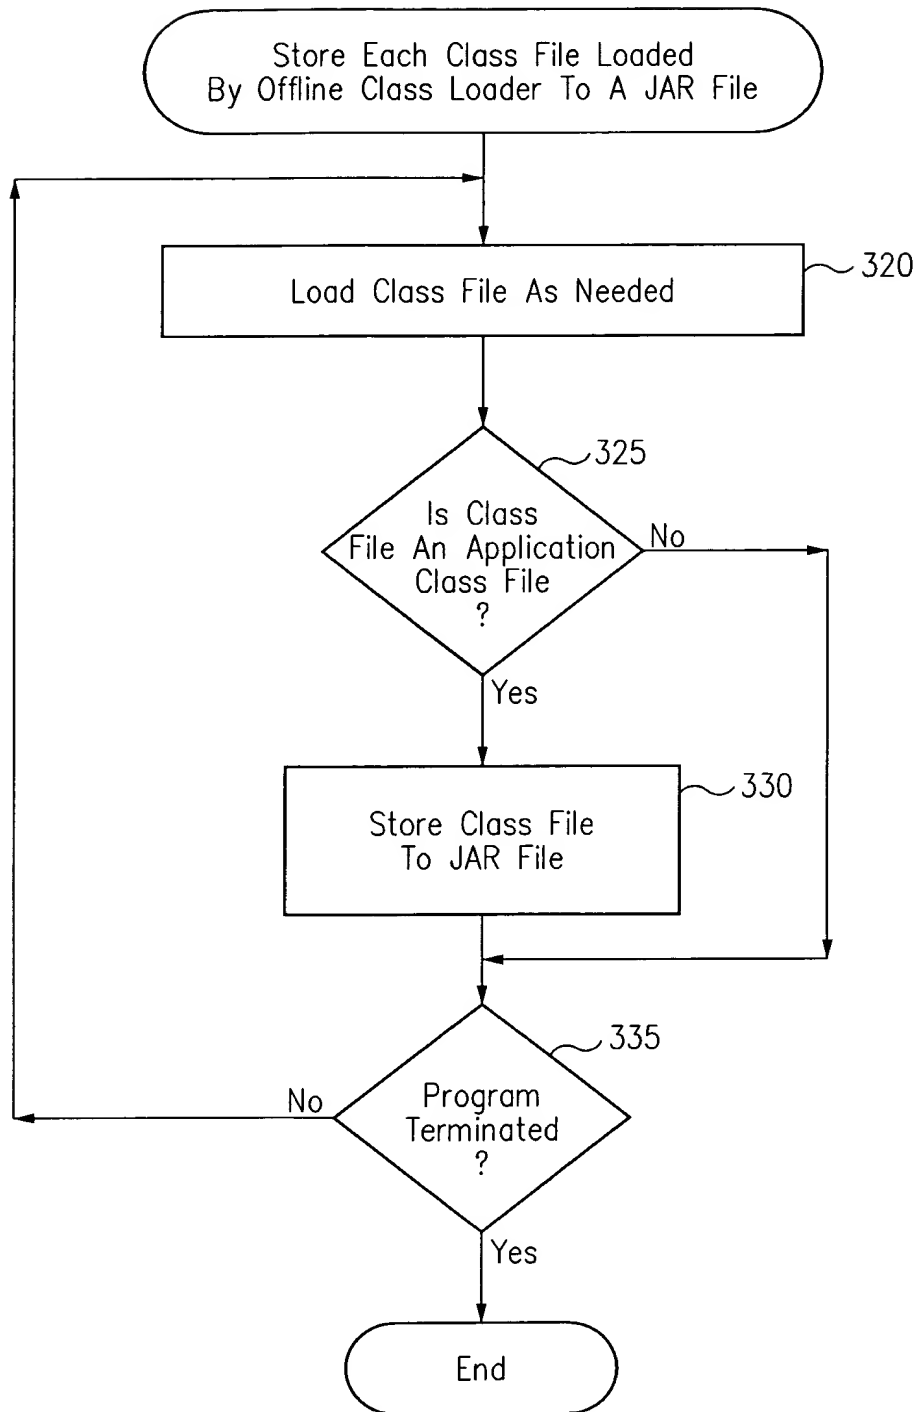 Store Each Class File Loaded
By Offline Class Loader To A JAR File
Load Class File As Needed
320
325
Is Class
File An Application
Class File
?
No
Yes
330
Store Class File
To JAR File
335
Program
Terminated
?
No
Yes
End